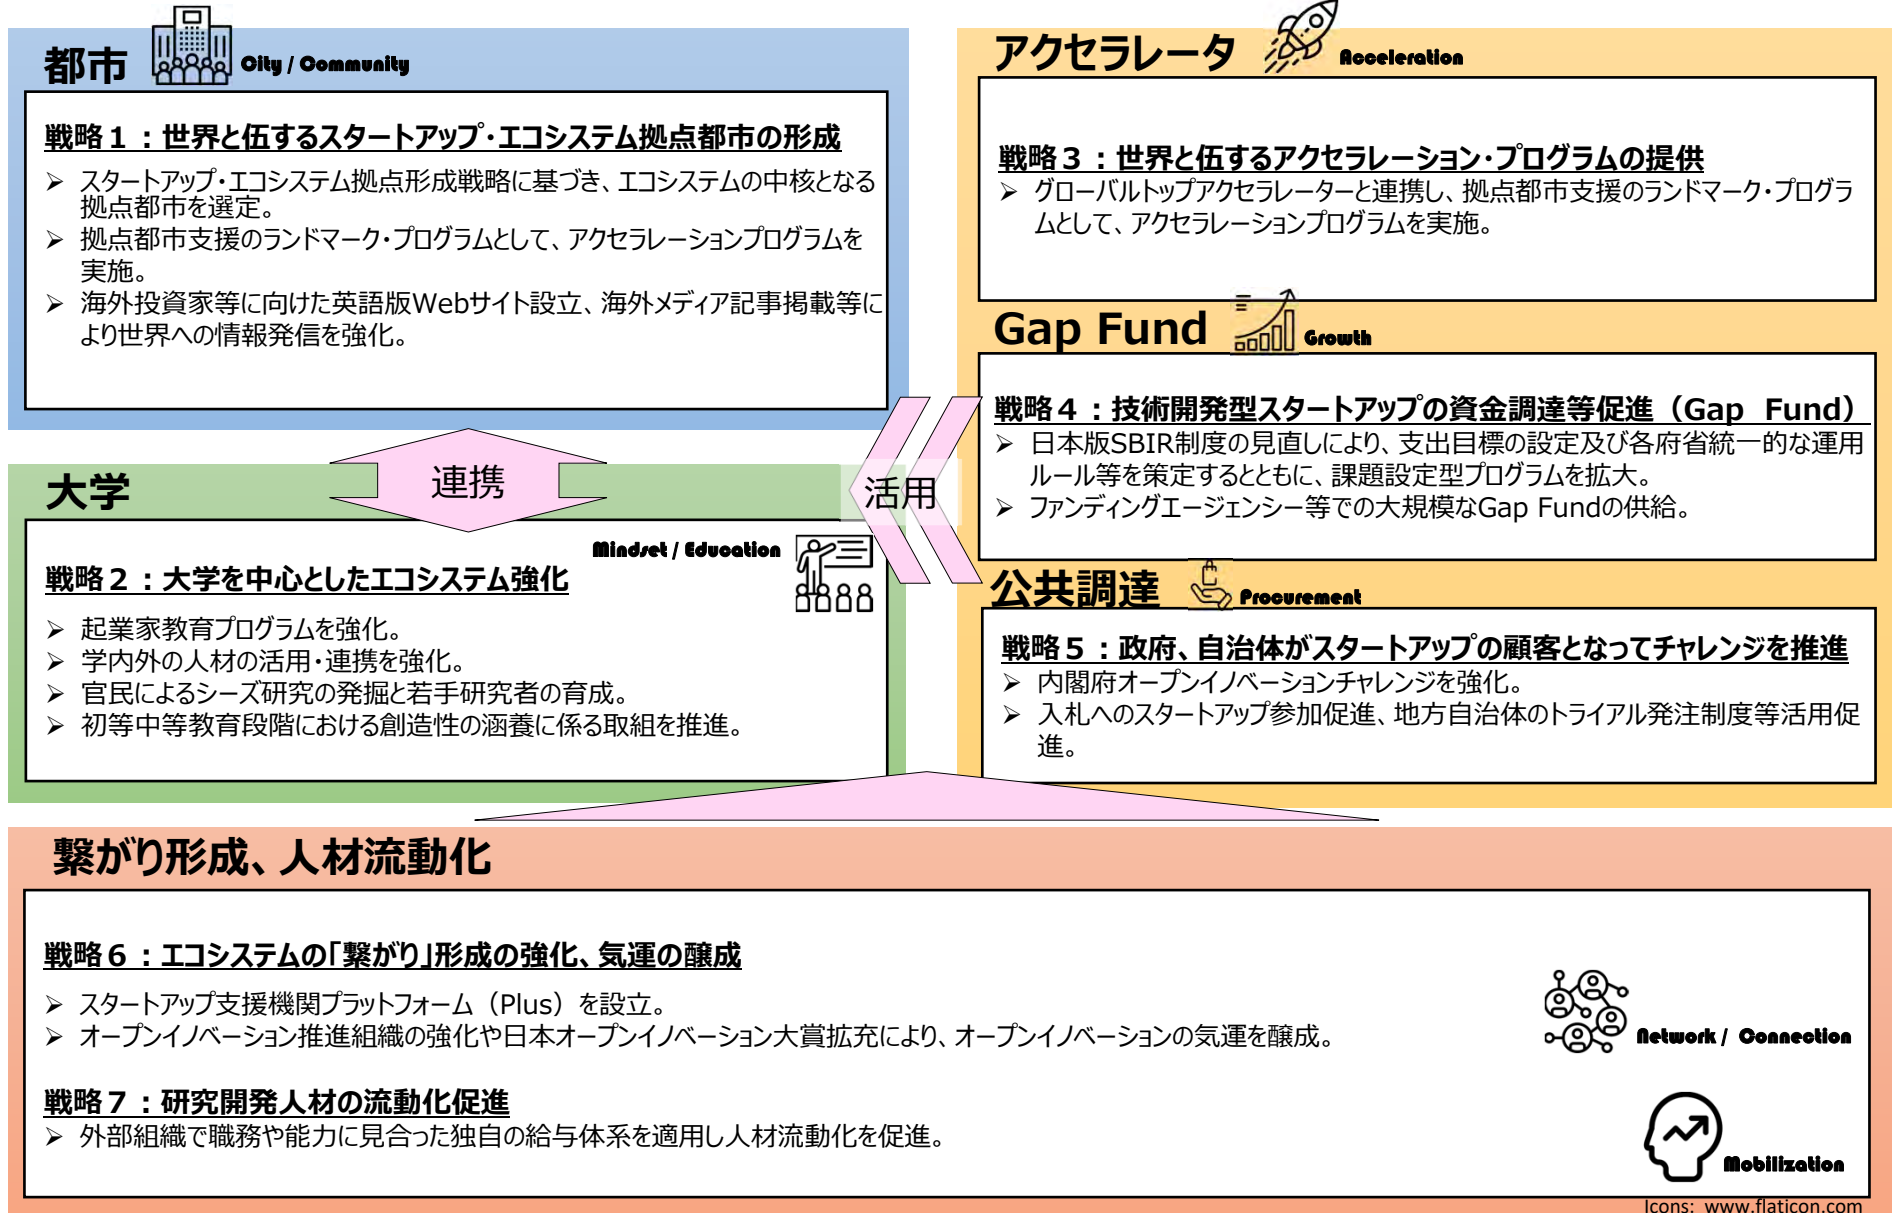 都市
City / Community
戦略１：世界と伍するスタートアップ・エコシステム拠点都市の形成
➢ スタートアップ・エコシステム拠点形成戦略に基づき、エコシステムの中核となる
拠点都市を選定。
➢ 拠点都市支援のランドマーク・プログラムとして、アクセラレーションプログラムを
実施。
➢ 海外投資家等に向けた英語版Webサイト設立、海外メディア記事掲載等に
より世界への情報発信を強化。
連携
大学
Mindset / Education
戦略２：大学を中心としたエコシステム強化
➢ 起業家教育プログラムを強化。
➢ 学内外の人材の活用・連携を強化。
➢ 官民によるシーズ研究の発掘と若手研究者の育成。
➢ 初等中等教育段階における創造性の涵養に係る取組を推進。
活用
アクセラレータ
Acceleration
戦略３：世界と伍するアクセラレーション・プログラムの提供
➢ グローバルトップアクセラレーターと連携し、拠点都市支援のランドマーク・プログラ
ムとして、アクセラレーションプログラムを実施。
Gap Fund
Growth
戦略４：技術開発型スタートアップの資金調達等促進（Gap Fund）
➢ 日本版SBIR制度の見直しにより、支出目標の設定及び各府省統一的な運用
ルール等を策定するとともに、課題設定型プログラムを拡大。
➢ ファンディングエージェンシー等での大規模なGap Fundの供給。
公共調達
Procurement
戦略５：政府、自治体がスタートアップの顧客となってチャレンジを推進
➢ 内閣府オープンイノベーションチャレンジを強化。
➢ 入札へのスタートアップ参加促進、地方自治体のトライアル発注制度等活用促
進。
繋がり形成、人材流動化
戦略６：エコシステムの「繋がり」形成の強化、気運の醸成
➢ スタートアップ支援機関プラットフォーム（Plus）を設立。
➢ オープンイノベーション推進組織の強化や日本オープンイノベーション大賞拡充により、オープンイノベーションの気運を醸成。
Network / Connection
戦略７：研究開発人材の流動化促進
➢ 外部組織で職務や能力に見合った独自の給与体系を適用し人材流動化を促進。
Mobilization
Icons: www.flaticon.com